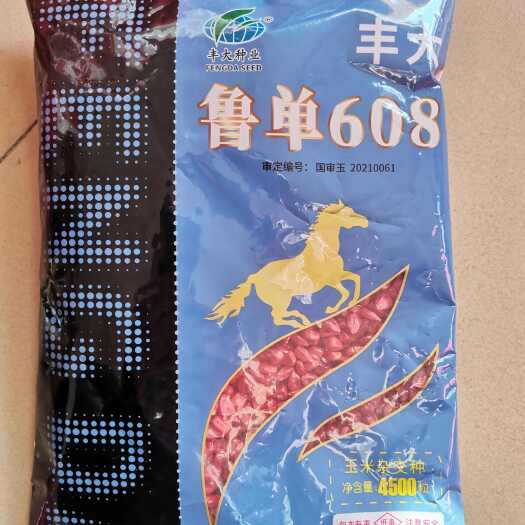 丰大种业
FENGDA SEED
丰大
鲁单608
审定编号: 国审玉 20210061
FENGD
玉米杂交种
净含量: 4500粒